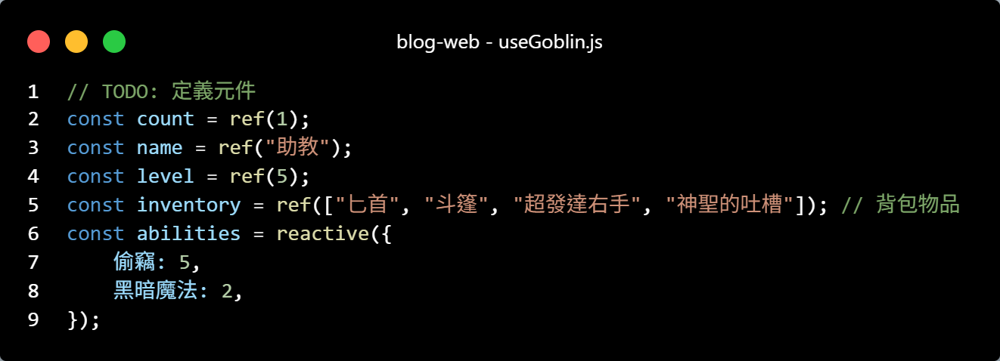 blog-web - useGoblin.js
1 // TODO: 定義元件
2 const count = ref(1);
3 const name = ref("助教");
4 const level = ref(5);
5 const inventory = ref(["匕首", "斗篷", "超發達右手", "神聖的吐槽"]); // 背包物品
6 const abilities = reactive({
7     偷竊: 5,
8     黑暗魔法: 2,
9 });